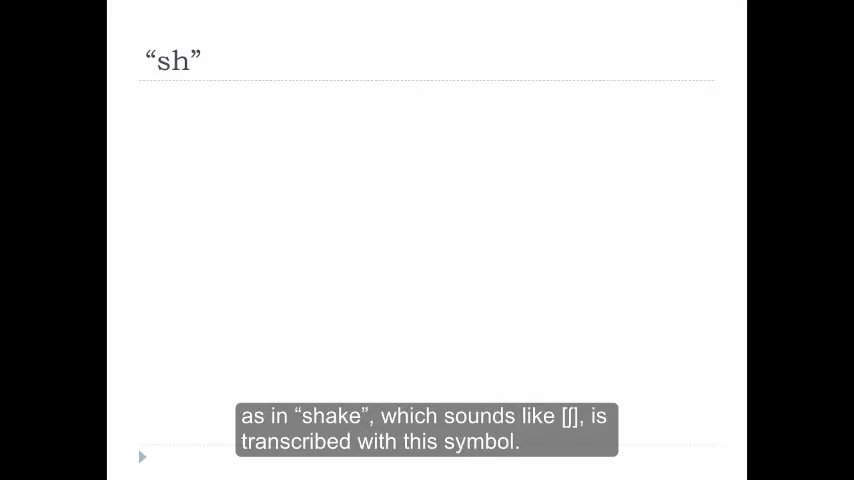 “sh”
as in “shake”, which sounds like [ʃ], is
transcribed with this symbol.